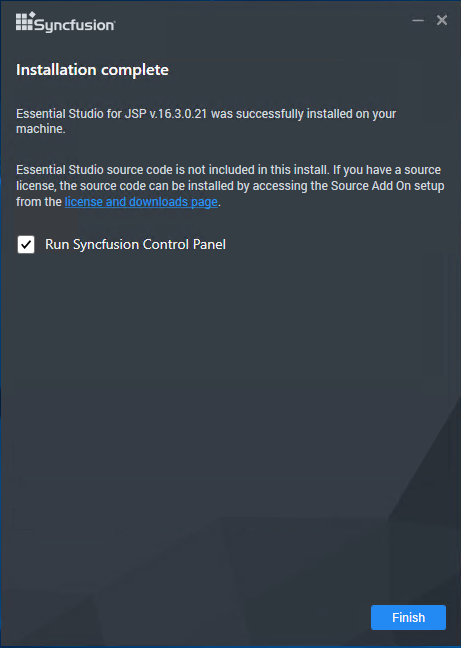 Syncfusion
Installation complete
Essential Studio for JSP v.16.3.0.21 was successfully installed on your
machine.
Essential Studio source code is not included in this install. If you have a source
license, the source code can be installed by accessing the Source Add On setup
from the license and downloads page.
Run Syncfusion Control Panel
Finish